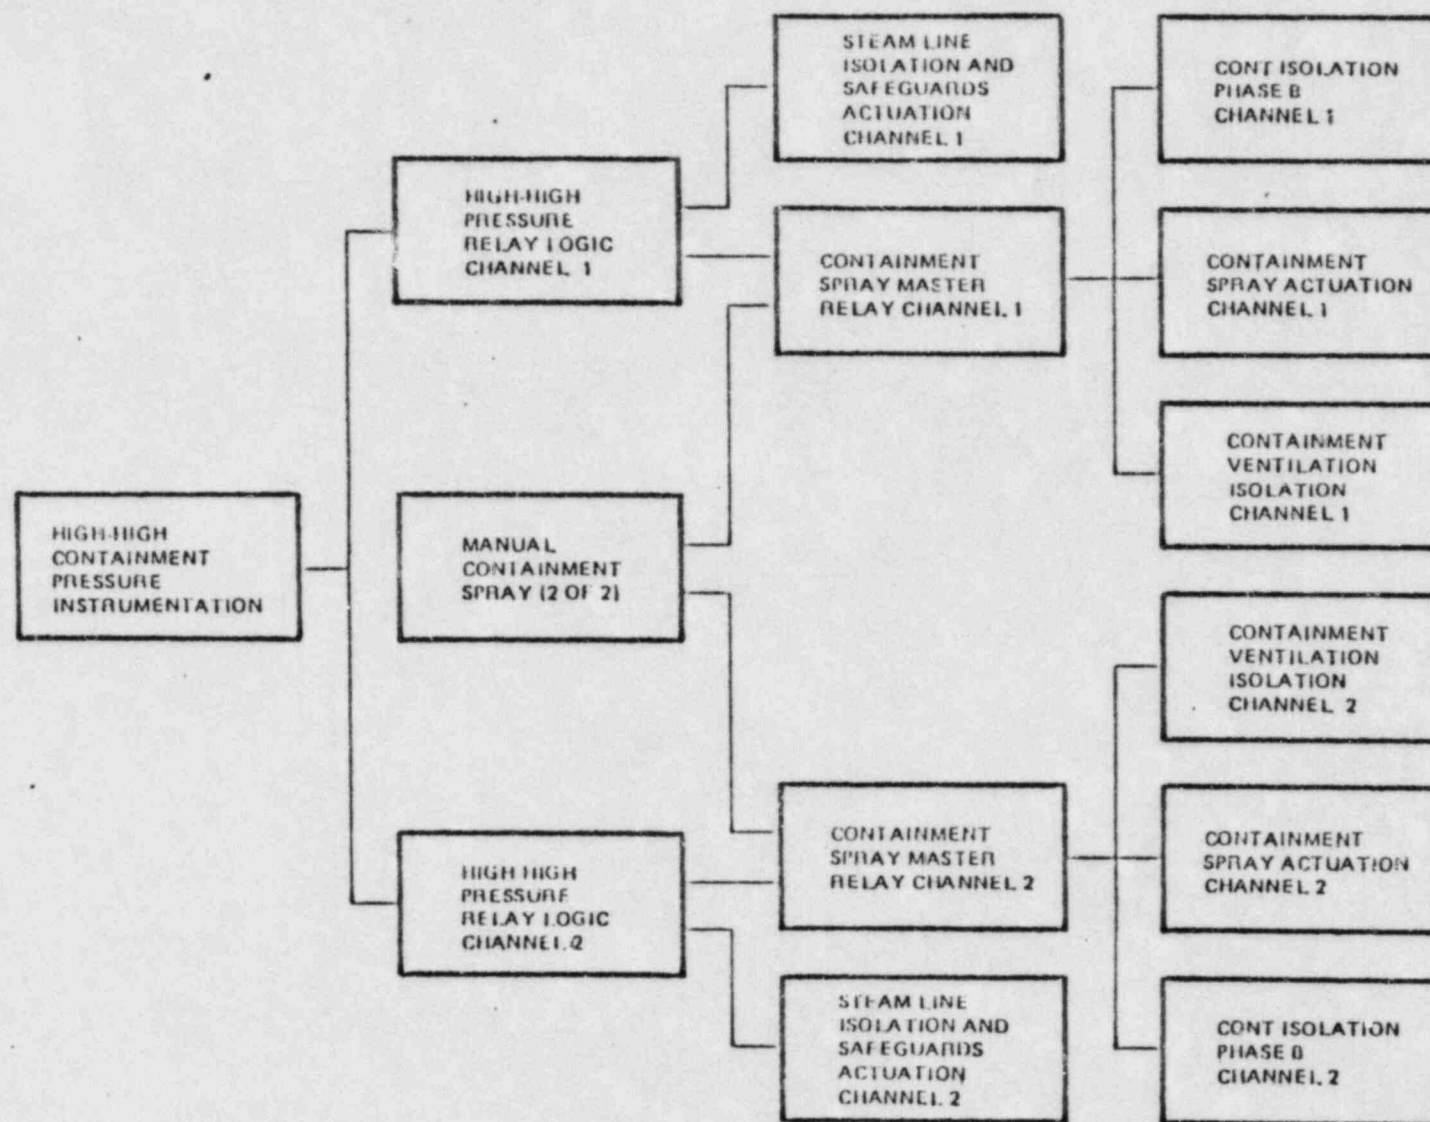 HIGH-HIGH
CONTAINMENT
PRESSURE
INSTRUMENTATION
HIGH-HIGH
PRESSURE
RELAY LOGIC
CHANNEL 1
MANUAL
CONTAINMENT
SPRAY (2 OF 2)
HIGH HIGH
PRESSURE
RELAY LOGIC
CHANNEL 2
STEAM LINE
ISOLATION AND
SAFEGUARDS
ACTUATION
CHANNEL 1
CONTAINMENT
SPRAY MASTER
RELAY CHANNEL 1
CONTAINMENT
SPRAY MASTER
RELAY CHANNEL 2
STEAM LINE
ISOLATION AND
SAFEGUARDS
ACTUATION
CHANNEL 2
CONT ISOLATION
PHASE B
CHANNEL 1
CONTAINMENT
SPRAY ACTUATION
CHANNEL 1
CONTAINMENT
VENTILATION
ISOLATION
CHANNEL 1
CONTAINMENT
VENTILATION
ISOLATION
CHANNEL 2
CONTAINMENT
SPRAY ACTUATION
CHANNEL 2
CONT ISOLATION
PHASE B
CHANNEL 2